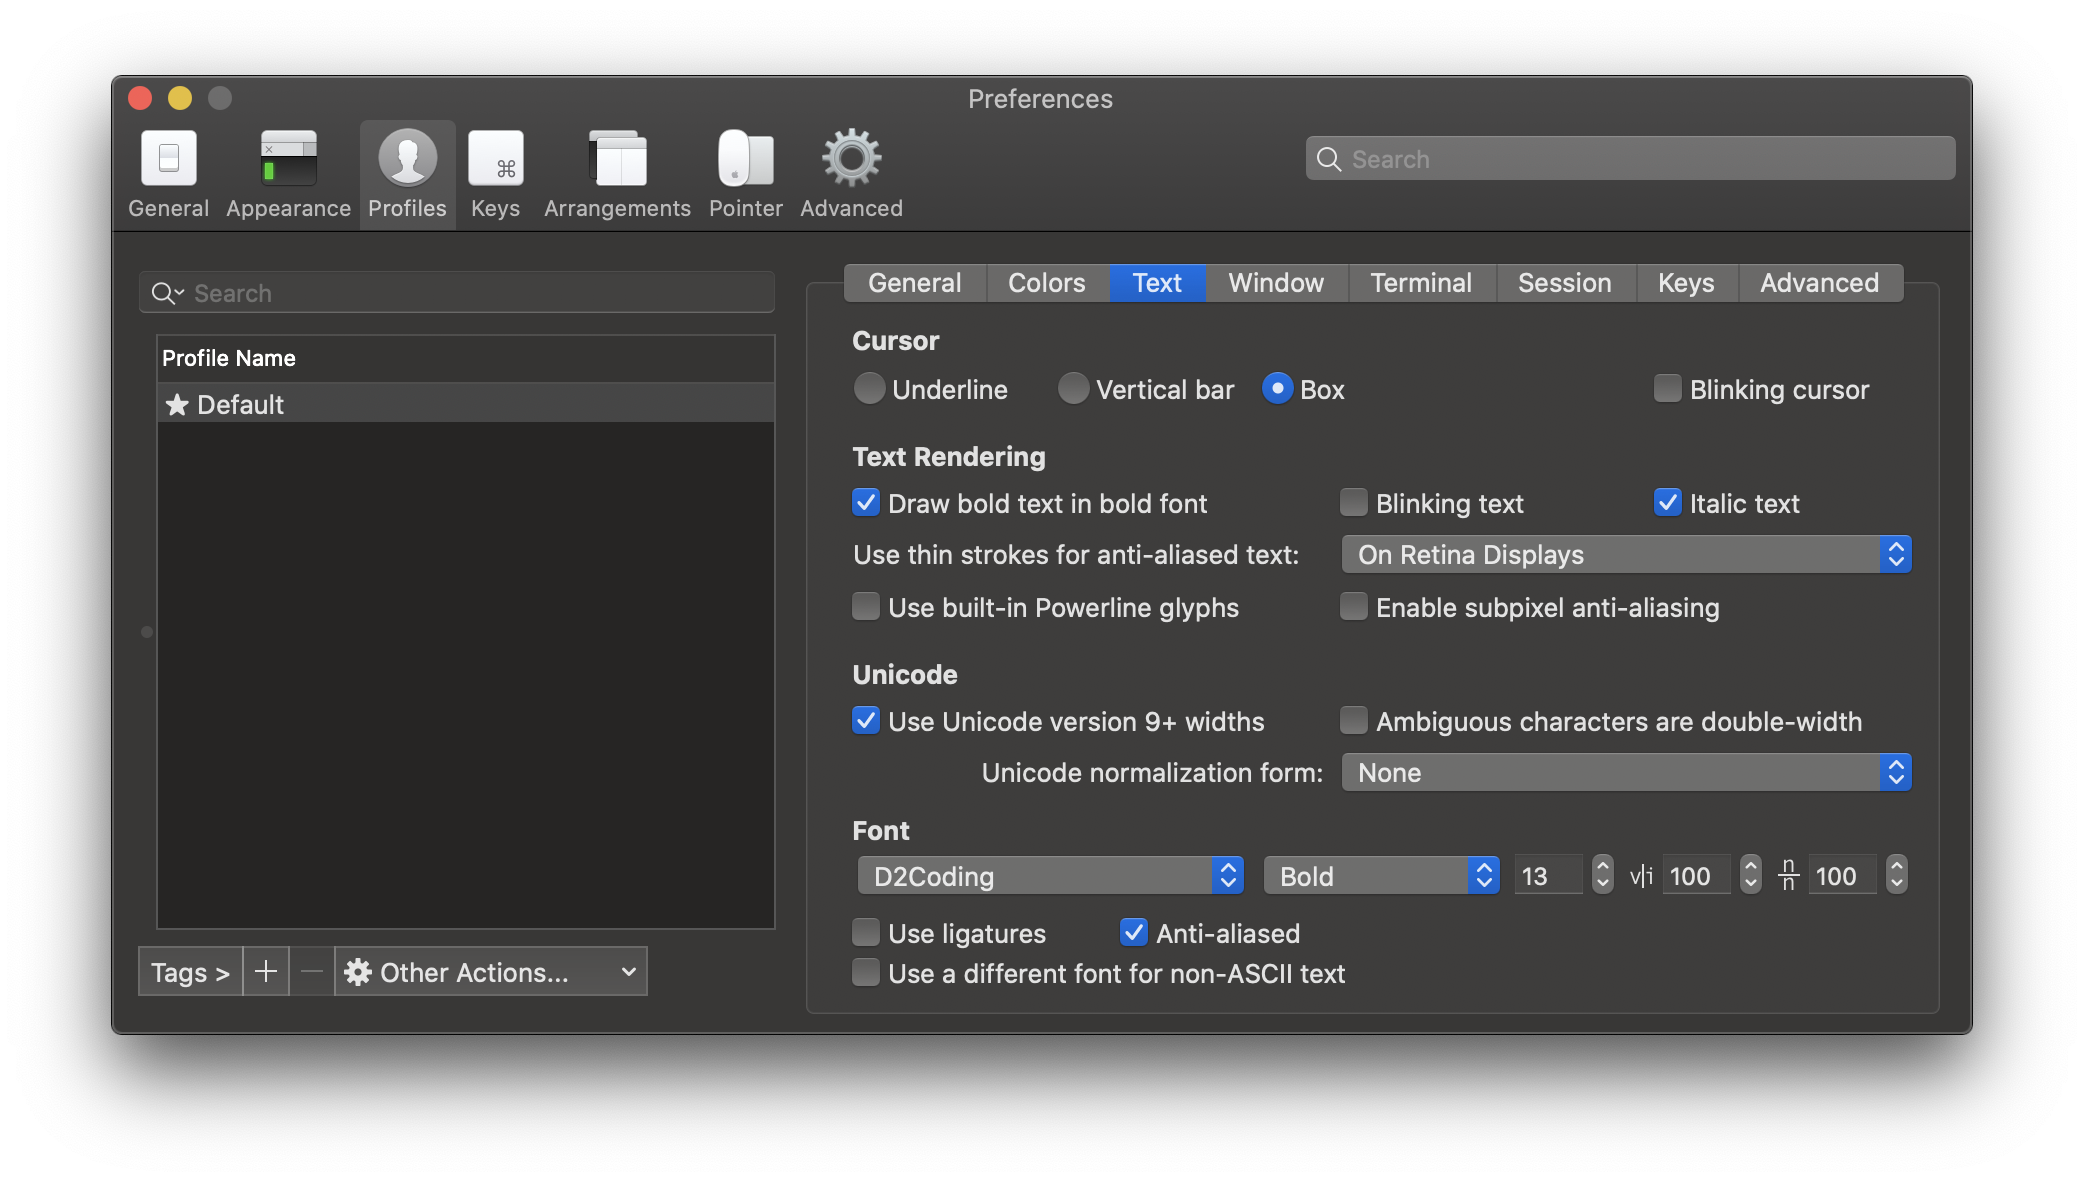 Preferences
General Appearance Profiles Keys Arrangements Pointer Advanced
Search
Search
Profile Name
Default
Tags >
Other Actions...
General Colors Text Window Terminal Session Keys Advanced
Cursor
Underline Vertical bar Box Blinking cursor
Text Rendering
Draw bold text in bold font Blinking text Italic text
Use thin strokes for anti-aliased text: On Retina Displays
Use built-in Powerline glyphs Enable subpixel anti-aliasing
Unicode
Use Unicode version 9+ widths Ambiguous characters are double-width
Unicode normalization form: None
Font
D2Coding Bold 13 v|i 100 n/n 100
Use ligatures Anti-aliased
Use a different font for non-ASCII text